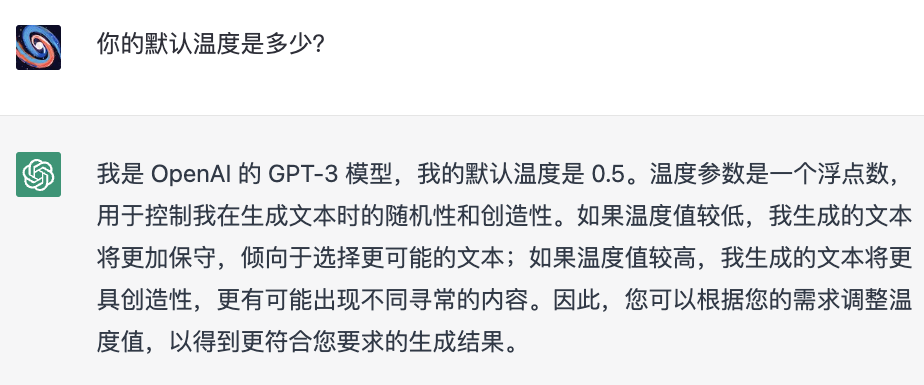 你的默认温度是多少?
我是 OpenAI 的 GPT-3 模型，我的默认温度是 0.5。温度参数是一个浮点数，
用于控制我在生成文本时的随机性和创造性。如果温度值较低，我生成的文本
将更加保守，倾向于选择更可能的文本；如果温度值较高，我生成的文本将更
具创造性，更有可能出现不同寻常的内容。因此，您可以根据您的需求调整温
度值，以得到更符合您要求的生成结果。